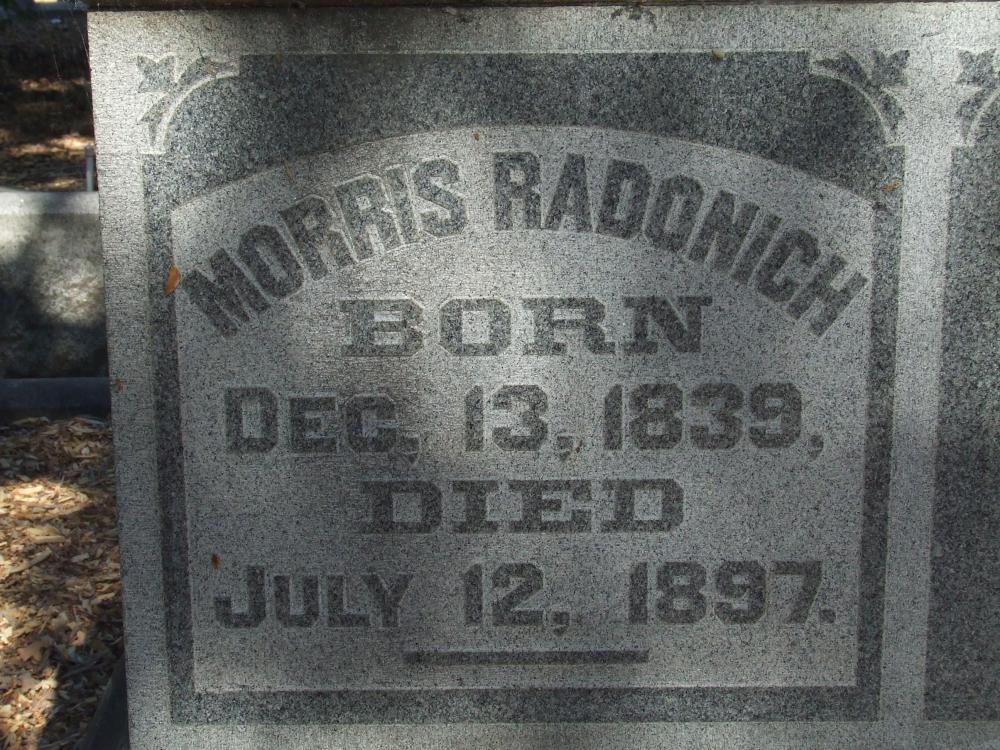 MORRIS RADONICH
BORN
DEC, 13, 1839,
DIED
JULY 12, 1897.